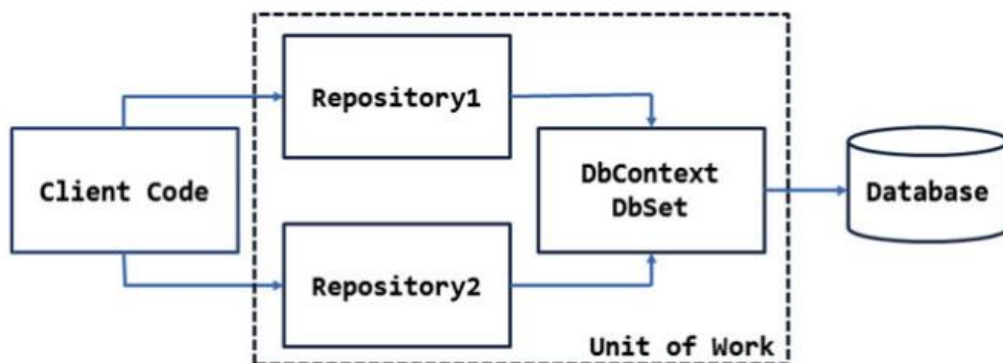 Repository1
Client Code
DbContext
DbSet
Database
Repository2
Unit of Work